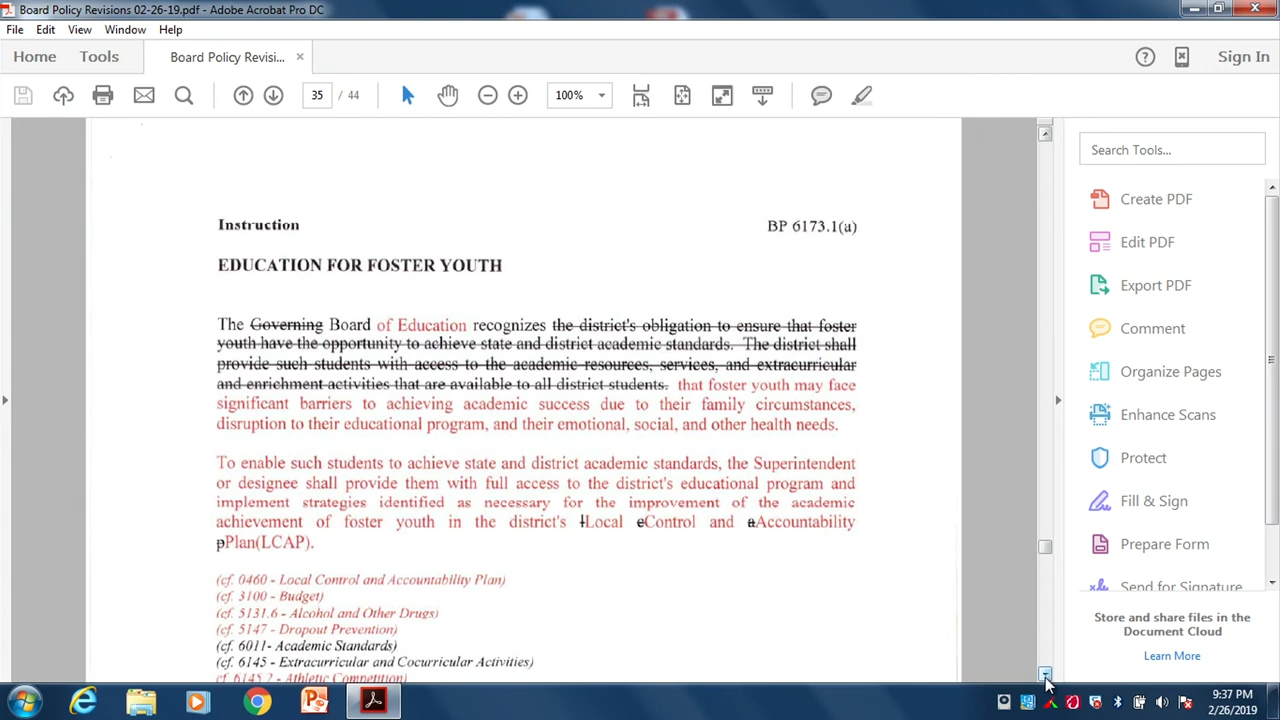 Board Policy Revisions 02-26-19.pdf - Adobe Acrobat Pro DC
File Edit View Window Help
Home Tools Board Policy Revisi... × Sign In
35 / 44 100%
Instruction BP 6173.1(a)
EDUCATION FOR FOSTER YOUTH
The Governing Board of Education recognizes the district's obligation to ensure that foster
youth have the opportunity to achieve state and district academic standards. The district shall
provide such students with access to the academic resources, services, and extracurricular
and enrichment activities that are available to all district students. that foster youth may face
significant barriers to achieving academic success due to their family circumstances,
disruption to their educational program, and their emotional, social, and other health needs.
To enable such students to achieve state and district academic standards, the Superintendent
or designee shall provide them with full access to the district's educational program and
implement strategies identified as necessary for the improvement of the academic
achievement of foster youth in the district's lLocal cControl and aAccountability
pPlan(LCAP).
(cf. 0460 - Local Control and Accountability Plan)
(cf. 3100 - Budget)
(cf. 5131.6 - Alcohol and Other Drugs)
(cf. 5147 - Dropout Prevention)
(cf. 6011- Academic Standards)
(cf. 6145 - Extracurricular and Cocurricular Activities)
(cf. 6145.2 - Athletic Competition)
Search Tools...
Create PDF
Edit PDF
Export PDF
Comment
Organize Pages
Enhance Scans
Protect
Fill & Sign
Prepare Form
Send for Signature
Store and share files in the
Document Cloud
Learn More
9:37 PM
2/26/2019